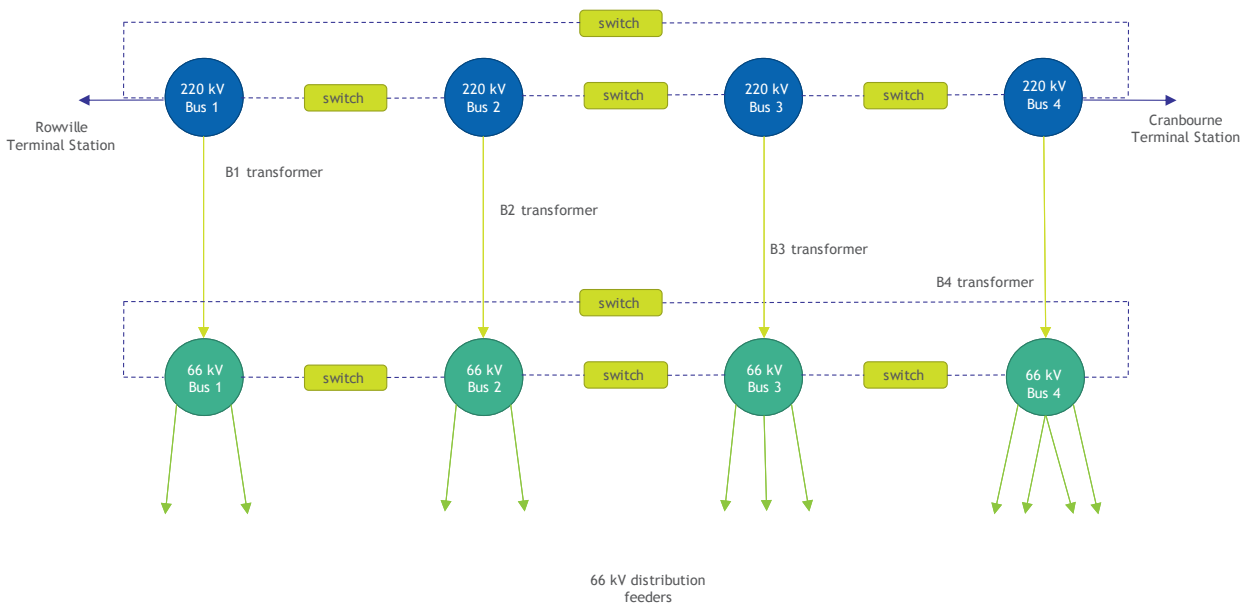 switch
220 kV
Bus 1
switch
220 kV
Bus 2
switch
220 kV
Bus 3
switch
220 kV
Bus 4
Rowville
Terminal Station
Cranbourne
Terminal Station
B1 transformer
B2 transformer
B3 transformer
B4 transformer
switch
66 kV
Bus 1
switch
66 kV
Bus 2
switch
66 kV
Bus 3
switch
66 kV
Bus 4
66 kV distribution
feeders